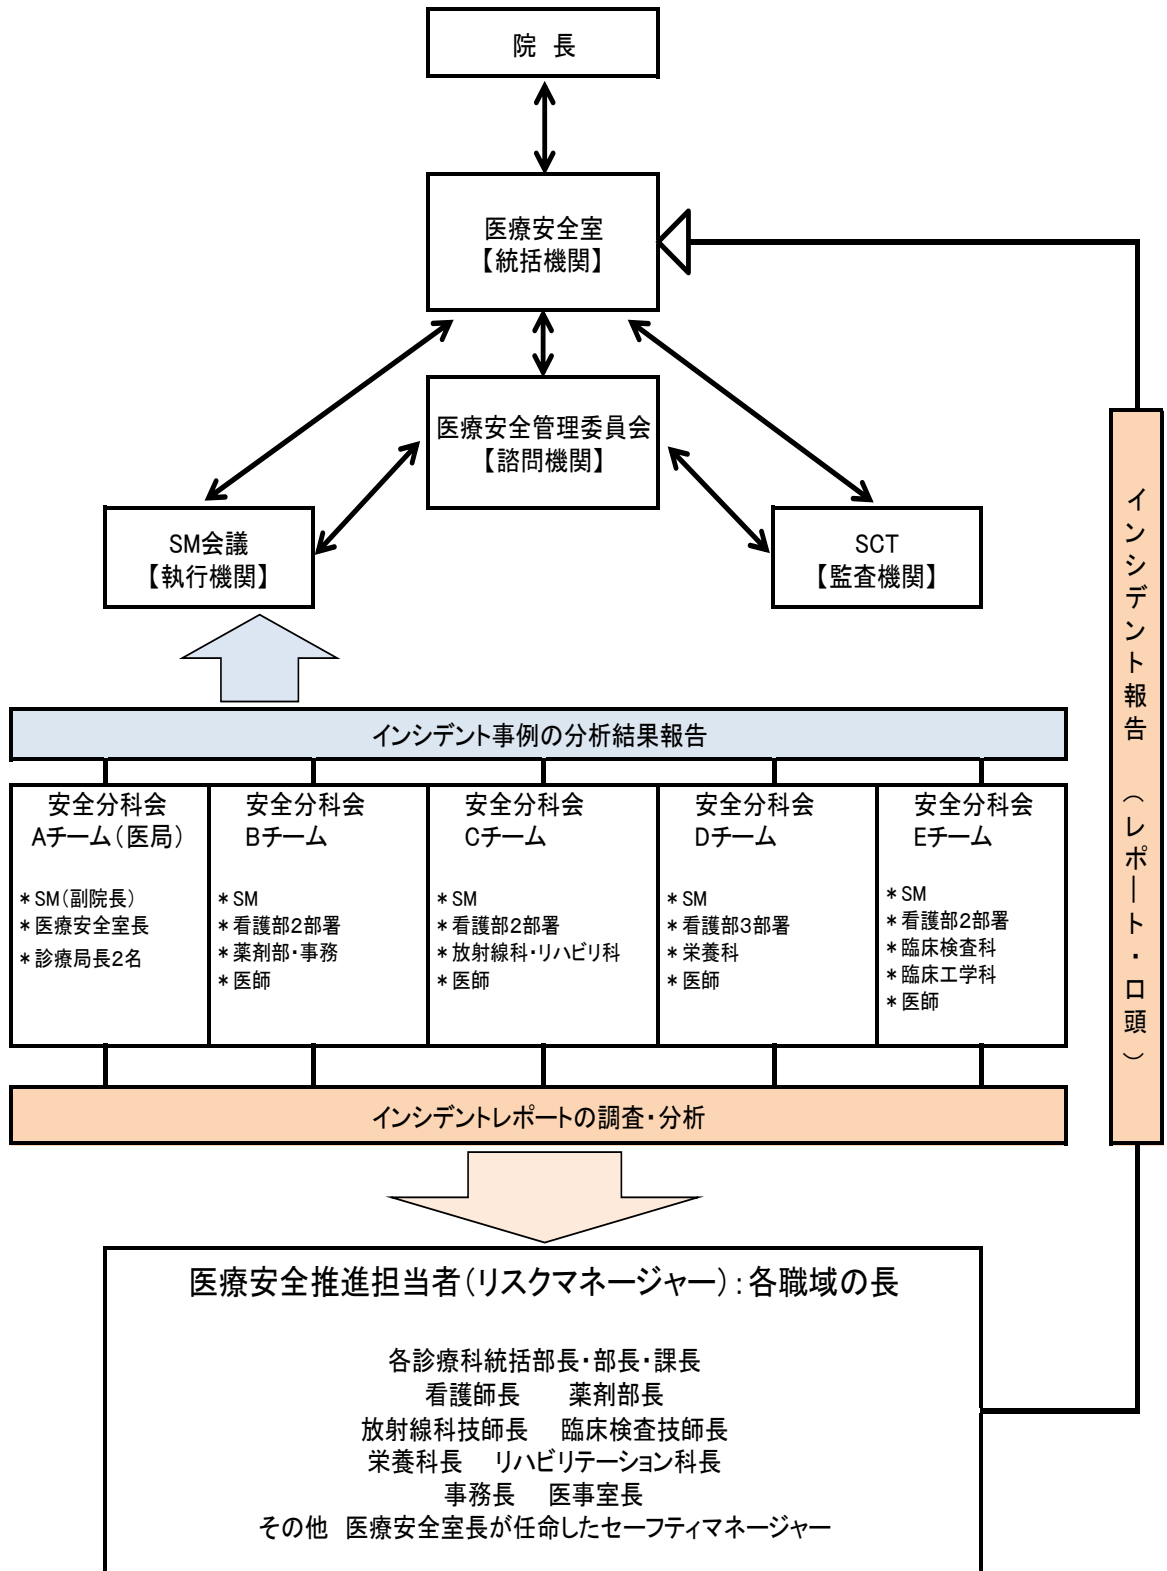 院 長
医療安全室
【統括機関】
医療安全管理委員会
【諮問機関】
SM会議
【執行機関】
SCT
【監査機関】
インシデント報告 （レポート・口頭）
インシデント事例の分析結果報告
安全分科会
Aチーム（医局）
＊SM（副院長）
＊医療安全室長
＊診療局長2名
安全分科会
Bチーム
＊SM
＊看護部2部署
＊薬剤部・事務
＊医師
安全分科会
Cチーム
＊SM
＊看護部2部署
＊放射線科・リハビリ科
＊医師
安全分科会
Dチーム
＊SM
＊看護部3部署
＊栄養科
＊医師
安全分科会
Eチーム
＊SM
＊看護部2部署
＊臨床検査科
＊臨床工学科
＊医師
インシデントレポートの調査・分析
医療安全推進担当者（リスクマネージャー）：各職域の長
各診療科統括部長・部長・課長
看護師長 薬剤部長
放射線科技師長 臨床検査技師長
栄養科長 リハビリテーション科長
事務長 医事室長
その他 医療安全室長が任命したセーフティマネージャー